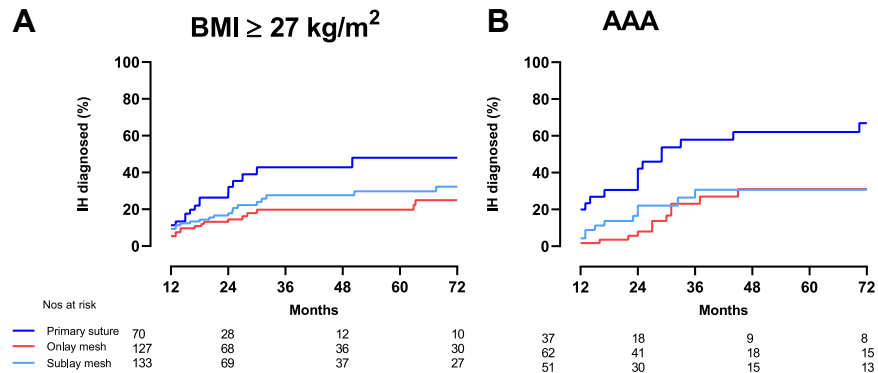 A
BMI ≥ 27 kg/m²
IH diagnosed (%)
100
80
60
40
20
0
12 24 36 48 60 72
Months
B
AAA
IH diagnosed (%)
100
80
60
40
20
0
12 24 36 48 60 72
Months
Nos at risk
Primary suture 70 28 12 10
Onlay mesh 127 68 36 30
Sublay mesh 133 69 37 27
37 18 9 8
62 41 18 15
51 30 15 13